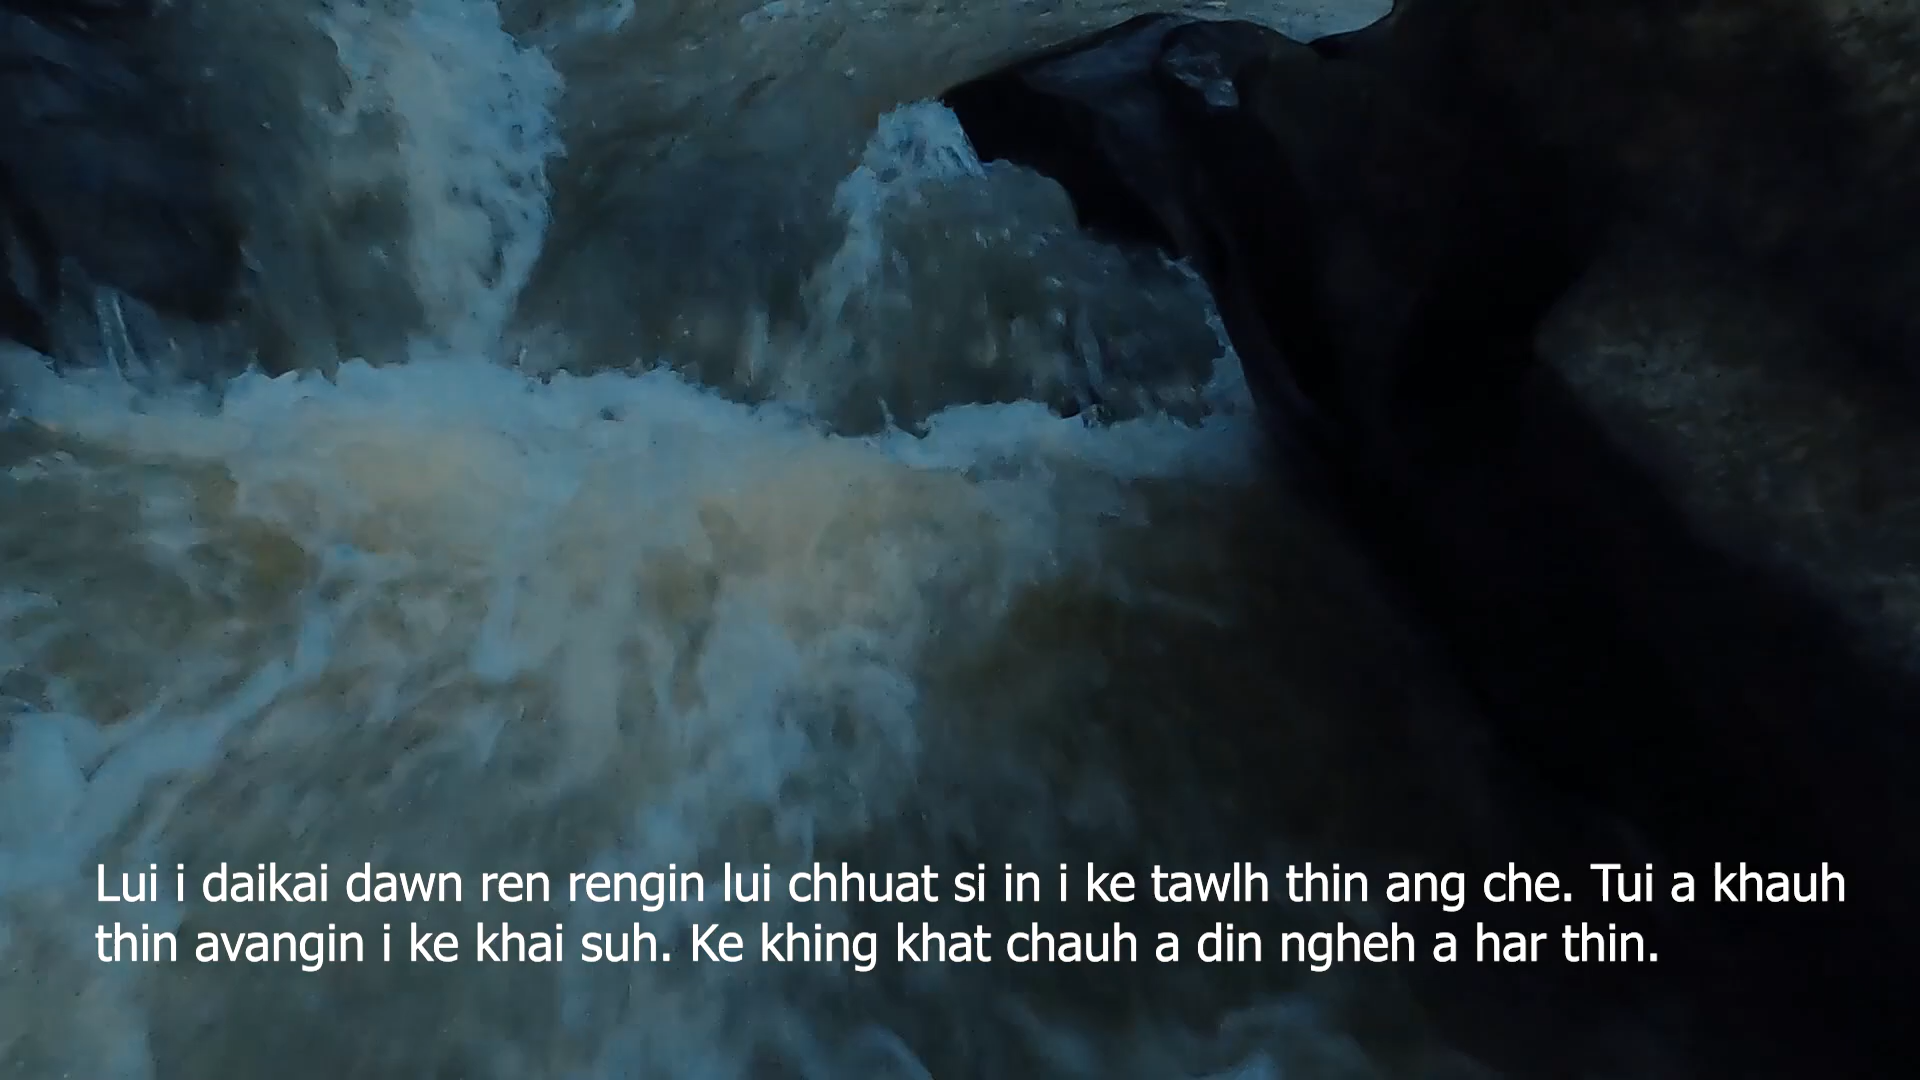 Lui i daikai dawn ren rengin lui chhuat si in i ke tawlh thin ang che. Tui a khauh
thin avangin i ke khai suh. Ke khing khat chauh a din ngheh a har thin.